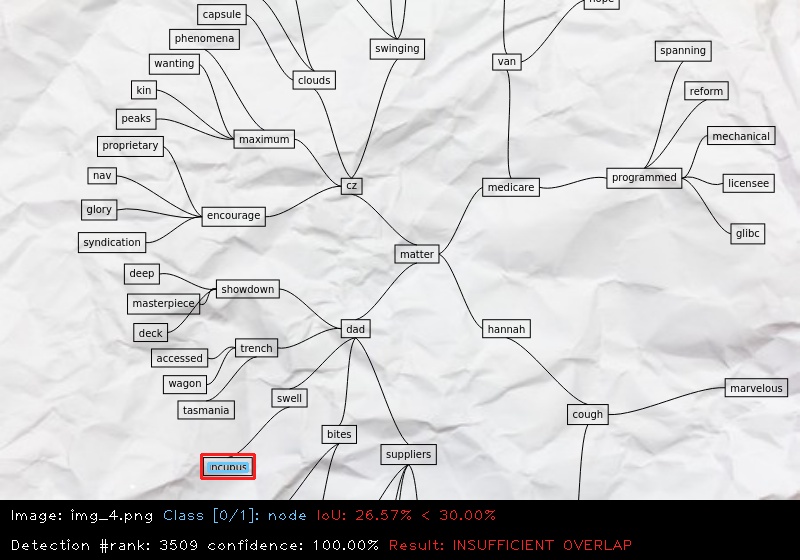 hope
capsule
phenomena
swinging
van
spanning
wanting
clouds
kin
reform
peaks
maximum
mechanical
proprietary
nav
cz
medicare
programmed
licensee
glory
encourage
syndication
glibc
matter
deep
showdown
masterpiece
deck
dad
hannah
accessed
trench
wagon
tasmania
swell
marvelous
cough
bites
suppliers
Image: img_4.png Class [0/1]: node IoU: 26.57% < 30.00%
Detection #rank: 3509 confidence: 100.00% Result: INSUFFICIENT OVERLAP